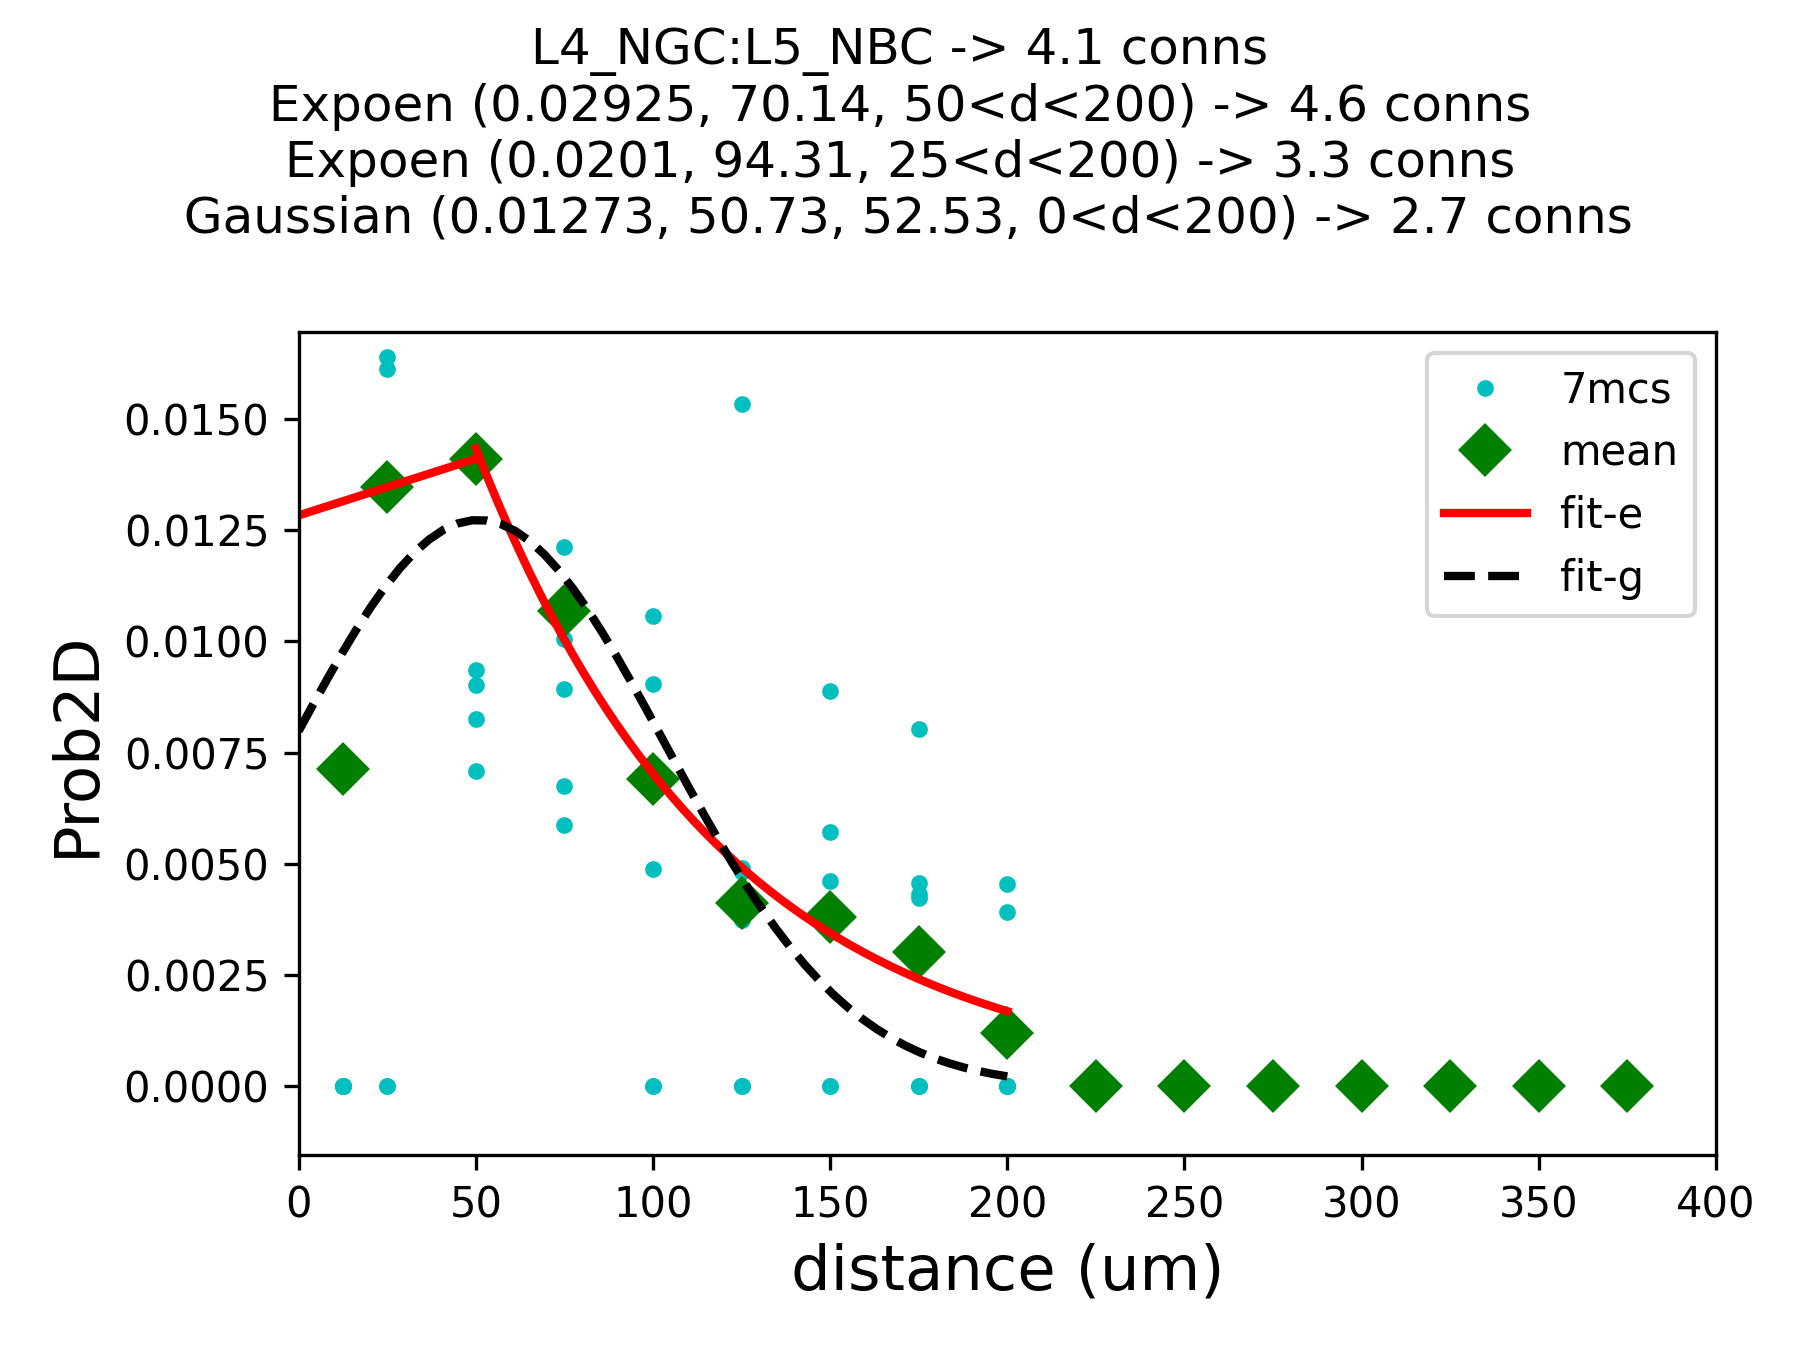 L4_NGC:L5_NBC -> 4.1 conns
Expoen (0.02925, 70.14, 50<d<200) -> 4.6 conns
Expoen (0.0201, 94.31, 25<d<200) -> 3.3 conns
Gaussian (0.01273, 50.73, 52.53, 0<d<200) -> 2.7 conns
7mcs
mean
fit-e
fit-g
Prob2D
0.0150
0.0125
0.0100
0.0075
0.0050
0.0025
0.0000
0 50 100 150 200 250 300 350 400
distance (um)